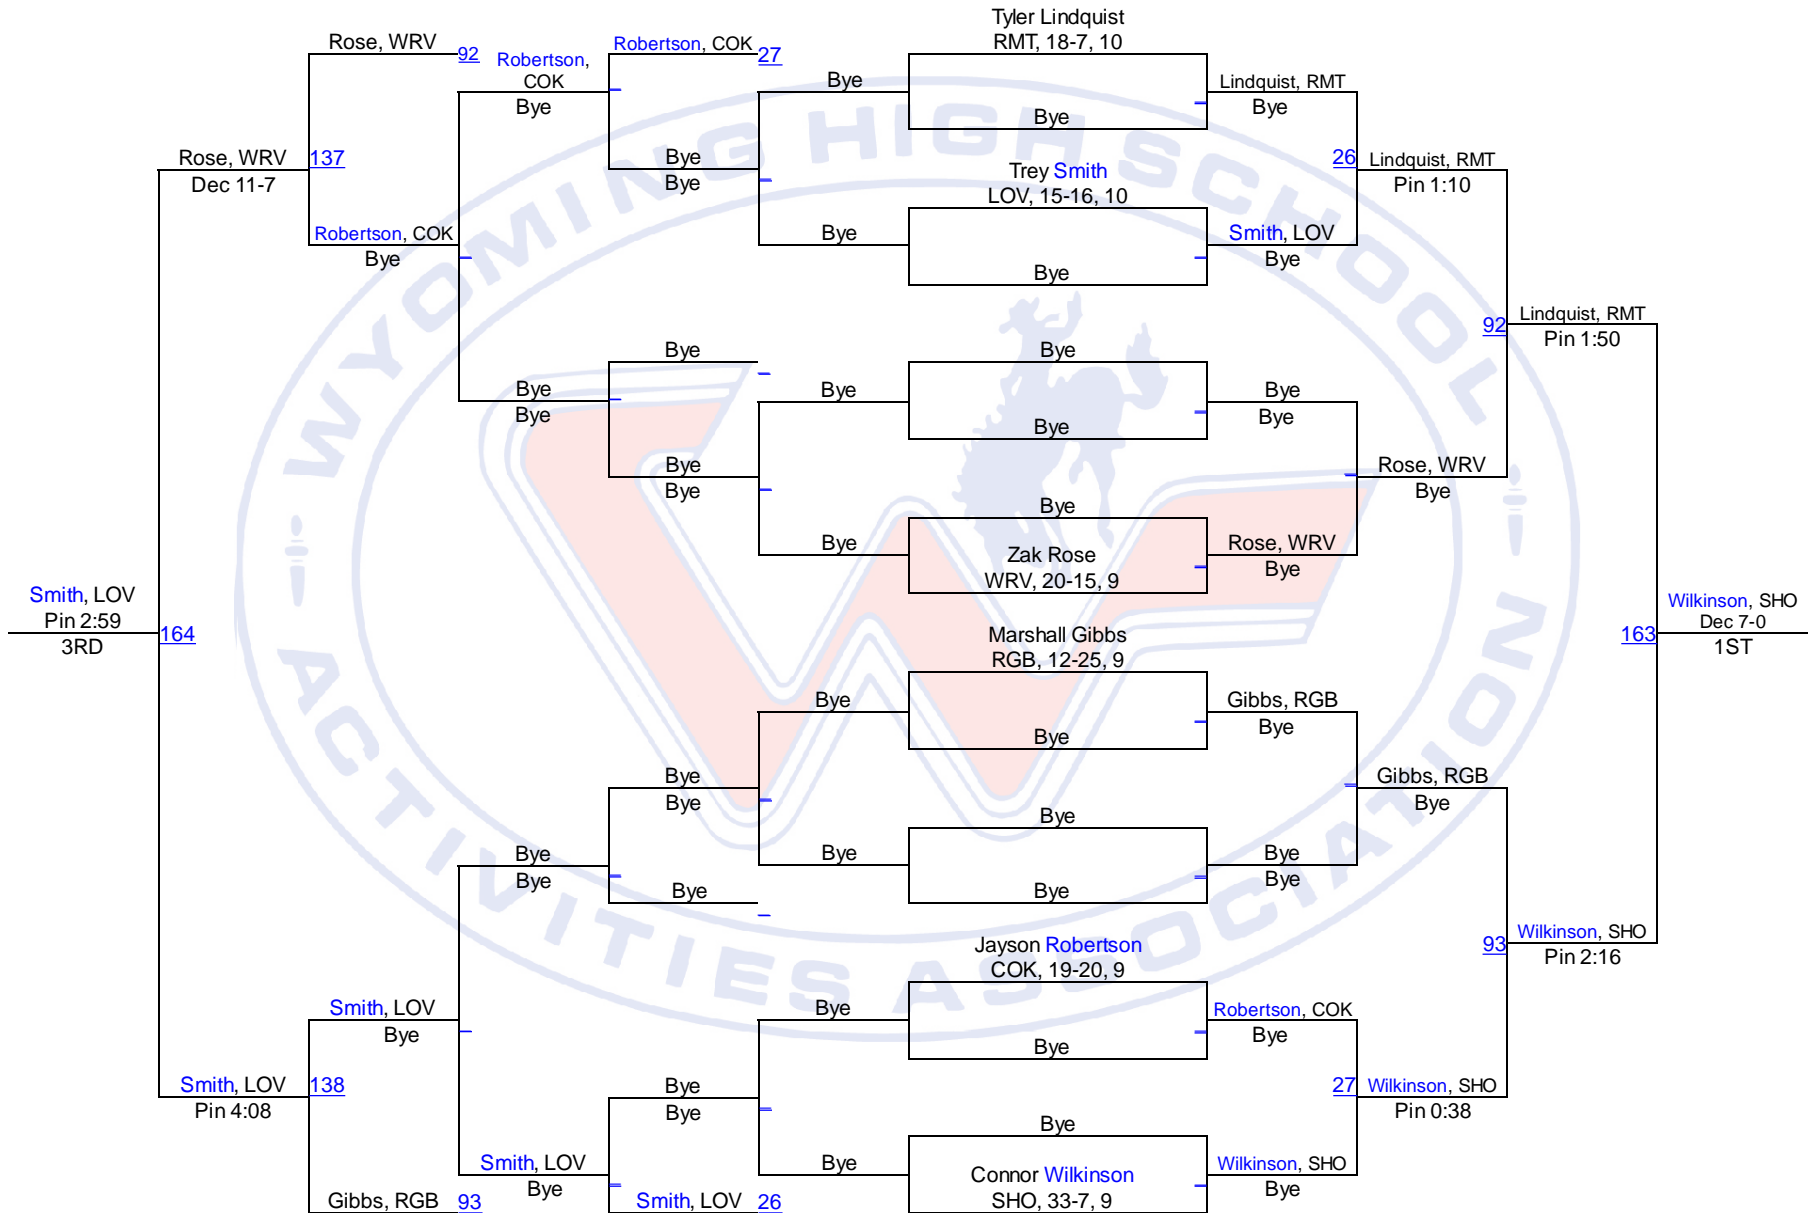 Tyler Lindquist
RMT, 18-7, 10
Rose, WRV
92
Robertson,
COK
Bye
Robertson, COK
27
Bye
Bye
Lindquist, RMT
Bye
Rose, WRV
Dec 11-7
137
Bye
Bye
Trey Smith
LOV, 15-16, 10
26
Lindquist, RMT
Pin 1:10
Robertson, COK
Bye
Bye
Bye
Smith, LOV
Bye
92
Lindquist, RMT
Pin 1:50
Bye
Bye
Bye
Bye
Bye
Bye
Bye
Bye
Bye
Bye
Rose, WRV
Bye
Bye
Bye
Zak Rose
WRV, 20-15, 9
Rose, WRV
Bye
Smith, LOV
Pin 2:59
3RD
164
163
Wilkinson, SHO
Dec 7-0
1ST
Marshall Gibbs
RGB, 12-25, 9
Bye
Bye
Gibbs, RGB
Bye
Bye
Bye
Gibbs, RGB
Bye
Bye
Bye
Bye
Bye
Bye
Bye
Bye
Bye
Bye
Jayson Robertson
COK, 19-20, 9
93
Wilkinson, SHO
Pin 2:16
Smith, LOV
Bye
Bye
Bye
Robertson, COK
Bye
Smith, LOV
Pin 4:08
138
Bye
Bye
27
Wilkinson, SHO
Pin 0:38
Smith, LOV
Bye
Bye
Bye
Connor Wilkinson
SHO, 33-7, 9
Wilkinson, SHO
Bye
Gibbs, RGB
93
Smith, LOV
26
WYOMING HIGH SCHOOL
ACTIVITIES ASSOCIATION